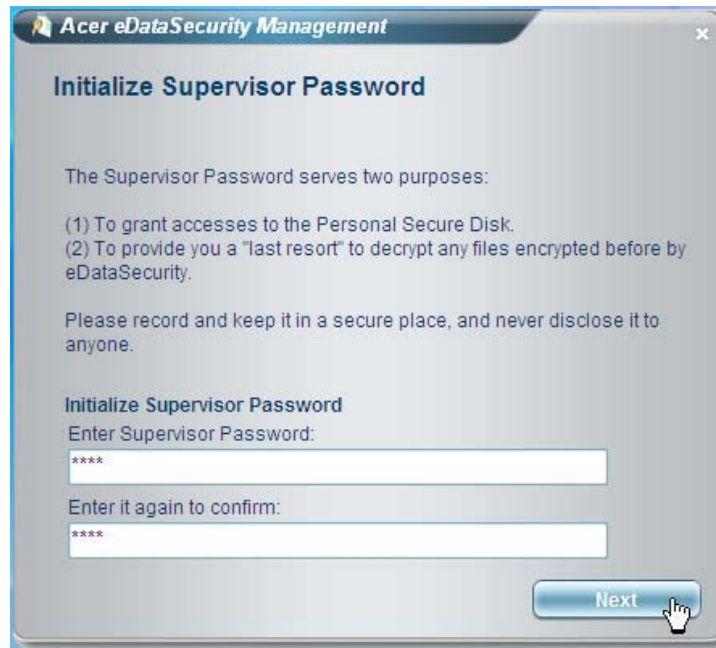 Acer eDataSecurity Management
Initialize Supervisor Password
The Supervisor Password serves two purposes:
(1) To grant accesses to the Personal Secure Disk.
(2) To provide you a "last resort" to decrypt any files encrypted before by
eDataSecurity.
Please record and keep it in a secure place, and never disclose it to
anyone.
Initialize Supervisor Password
Enter Supervisor Password:
****
Enter it again to confirm:
****
Next